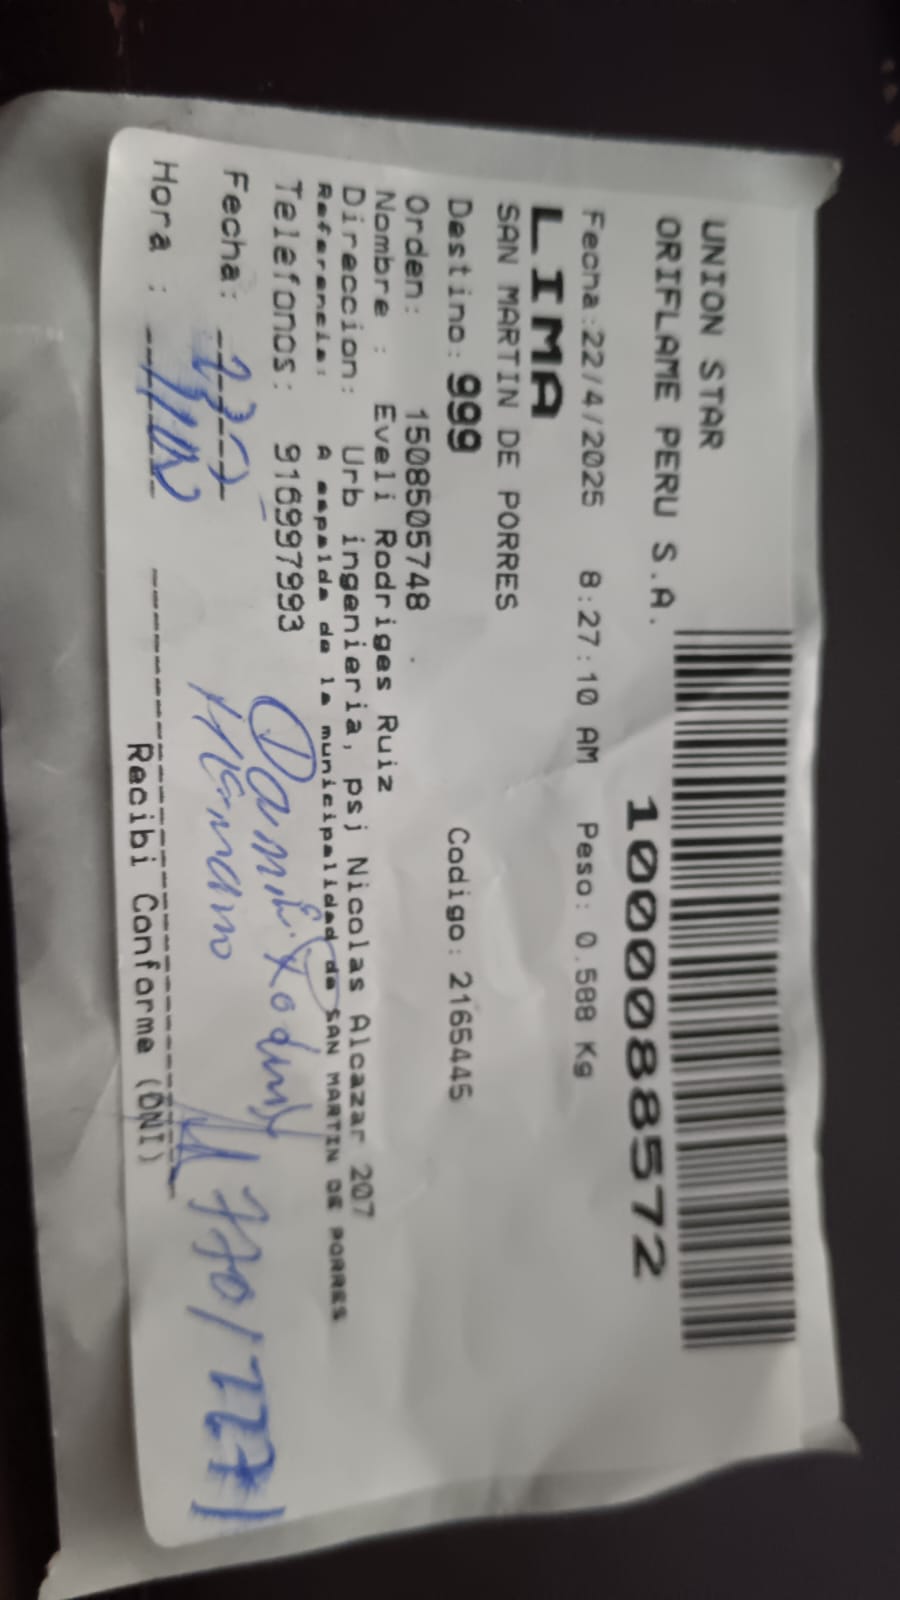 UNION STAR
ORIFLAME PERU S.A.
1000088572
Fecha:22/4/2025 8:27:10 AM Peso: 0.588 Kg
LIMA
SAN MARTIN DE PORRES
Destino: 999 Codigo: 2165445
Orden: 1508505748
Nombre : Eveli Rodriges Ruiz
Direccion: Urb ingenieria, psj Nicolas Alcazar 207
Referencia: A espalda de la municipalidad de SAN MARTIN DE PORRES
Telefonos: 916997993
Fecha:
Hermano
Hora :
Recibi Conforme (DNI)